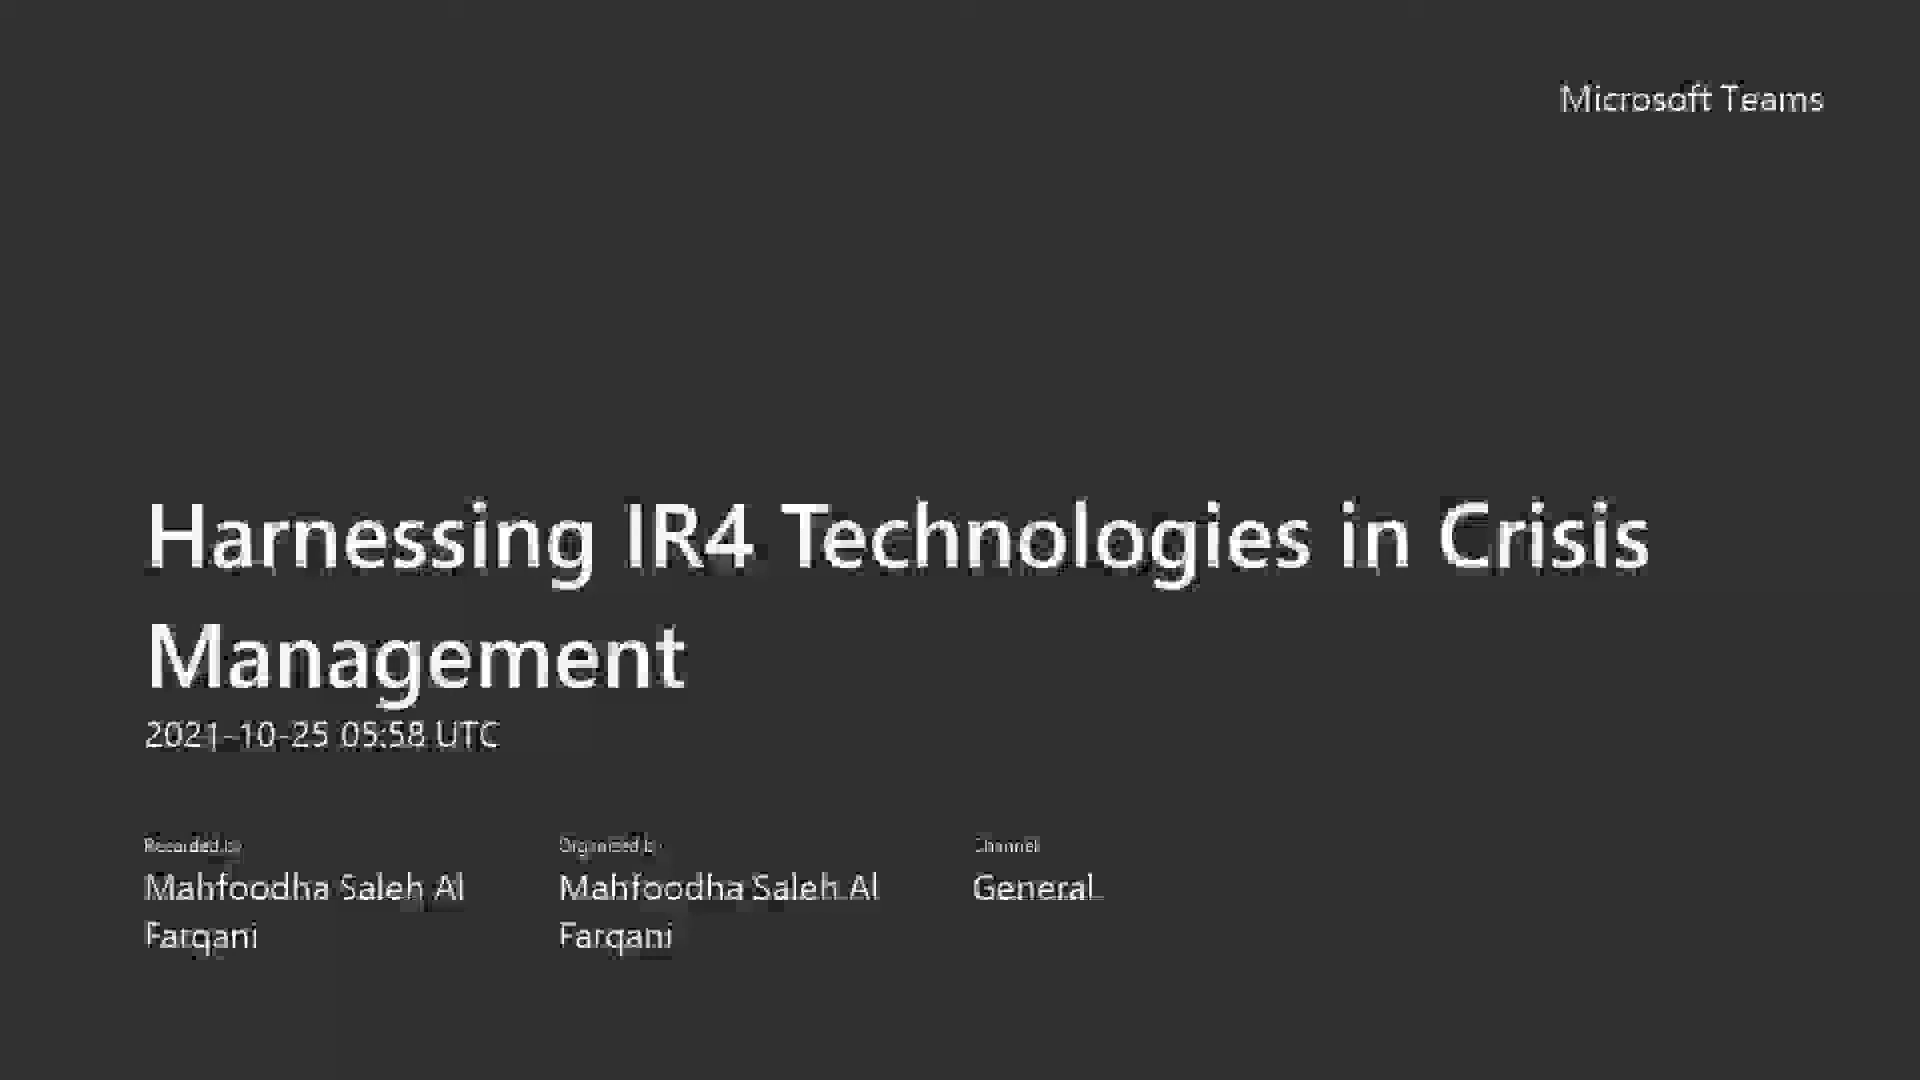 Microsoft Teams
Harnessing IR4 Technologies in Crisis
Management
2021-10-25 05:58 UTC
Recorded by
Organized by
Channel
Mahfoodha Saleh Al
Farqani
Mahfoodha Saleh Al
Farqani
General